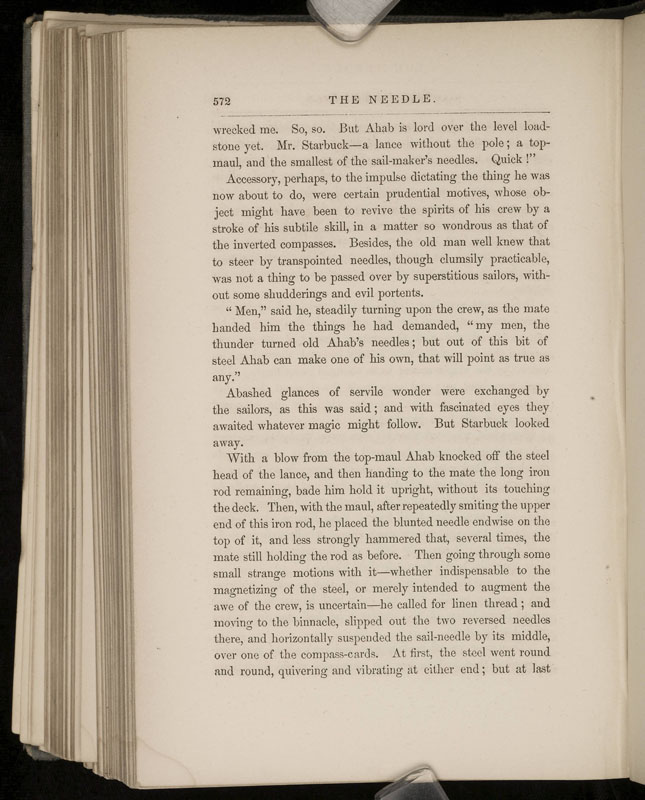 572 THE NEEDLE.
wrecked me. So, so. But Ahab is lord over the level load-
stone yet. Mr. Starbuck—a lance without the pole; a top-
maul, and the smallest of the sail-maker's needles. Quick!"
Accessory, perhaps, to the impulse dictating the thing he was
now about to do, were certain prudential motives, whose ob-
ject might have been to revive the spirits of his crew by a
stroke of his subtile skill, in a matter so wondrous as that of
the inverted compasses. Besides, the old man well knew that
to steer by transpointed needles, though clumsily practicable,
was not a thing to be passed over by superstitious sailors, with-
out some shudderings and evil portents.
"Men," said he, steadily turning upon the crew, as the mate
handed him the things he had demanded, "my men, the
thunder turned old Ahab's needles; but out of this bit of
steel Ahab can make one of his own, that will point as true as
any."
Abashed glances of servile wonder were exchanged by
the sailors, as this was said; and with fascinated eyes they
awaited whatever magic might follow. But Starbuck looked
away.
With a blow from the top-maul Ahab knocked off the steel
head of the lance, and then handing to the mate the long iron
rod remaining, bade him hold it upright, without its touching
the deck. Then, with the maul, after repeatedly smiting the upper
end of this iron rod, he placed the blunted needle endwise on the
top of it, and less strongly hammered that, several times, the
mate still holding the rod as before. Then going through some
small strange motions with it—whether indispensable to the
magnetizing of the steel, or merely intended to augment the
awe of the crew, is uncertain—he called for linen thread; and
moving to the binnacle, slipped out the two reversed needles
there, and horizontally suspended the sail-needle by its middle,
over one of the compass-cards. At first, the steel went round
and round, quivering and vibrating at either end; but at last